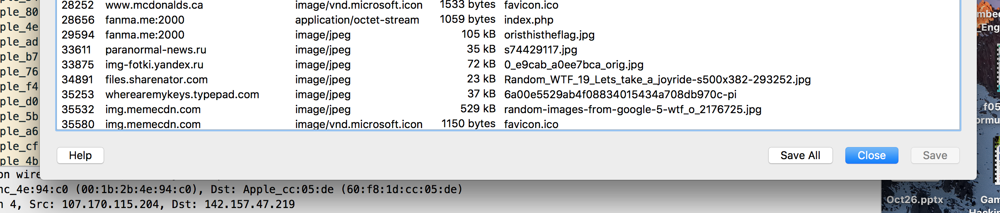 ple_80
ple_4e
ple_ad
ple_b7
ple_76
ple_f4
ple_d0
ple_5b
ple_a6
ple_cf
ple_4b
28252 www.mcdonalds.ca image/vnd.microsoft.icon 1533 bytes favicon.ico
28656 fanma.me:2000 application/octet-stream 1059 bytes index.php
29594 fanma.me:2000 image/jpeg 105 kB oristhistheflag.jpg
33611 paranormal-news.ru image/jpeg 35 kB s74429117.jpg
33875 img-fotki.yandex.ru image/jpeg 72 kB 0_e9cab_a0ee7bca_orig.jpg
34891 files.sharenator.com image/jpeg 23 kB Random_WTF_19_Lets_take_a_joyride-s500x382-293252.jpg
35253 wherearemykeys.typepad.com image/jpeg 37 kB 6a00e5529ab4f08834015434a708db970c-pi
35532 img.memecdn.com image/jpeg 529 kB random-images-from-google-5-wtf_o_2176725.jpg
35580 img.memecdn.com image/vnd.microsoft.icon 1150 bytes favicon.ico
Help Save All Close Save
on wire
nc_4e:94:c0 (00:1b:2b:4e:94:c0), Dst: Apple_cc:05:de (60:f8:1d:cc:05:de)
n 4, Src: 107.170.115.204, Dst: 142.157.47.219
mbed
_Eng
f05
ormu
Oct26.pptx
Gam
Hackin